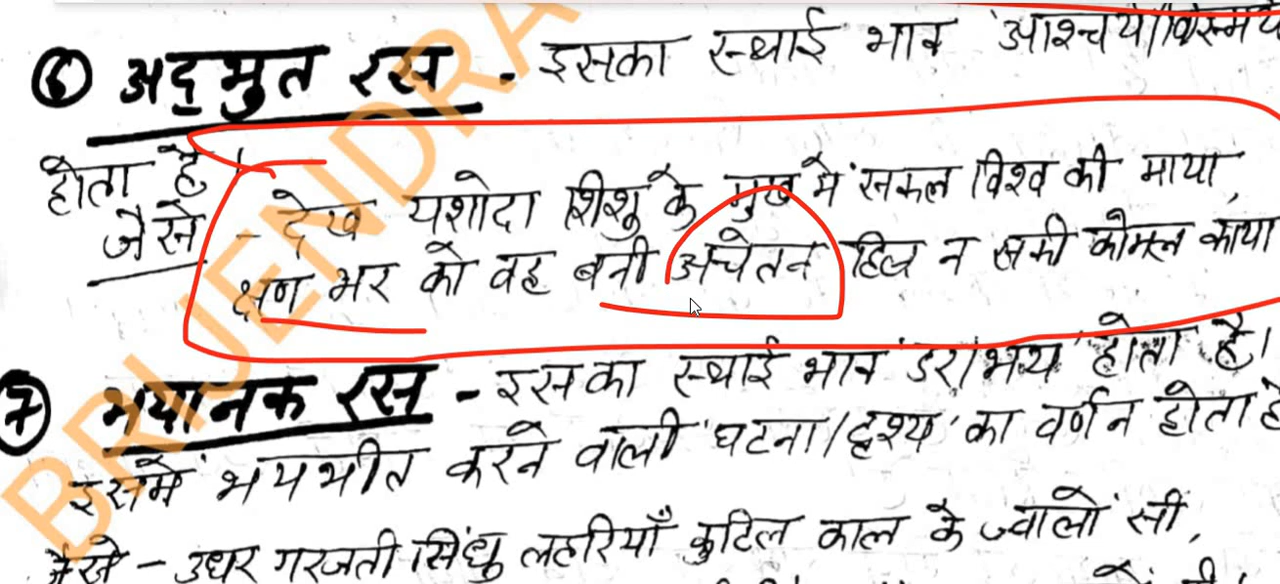 ⑥ अद्भुत रस - इसका स्थाई भाव 'आश्चर्य/विस्मय
होता है।
जैसे - देख यशोदा शिशु के मुख में सकल विश्व की माया,
क्षण भर को वह बनी अचेतन हिल न सकी कोमल काया
⑦ भयानक रस - इसका स्थाई भाव 'डर/भय' होता है।
इसमें भयभीत करने वाली 'घटना/दृश्य' का वर्णन होता है
जैसे - उधर गरजती सिंधु लहरियाँ कुटिल काल के ज्वालों सी,
BRIJENDRA